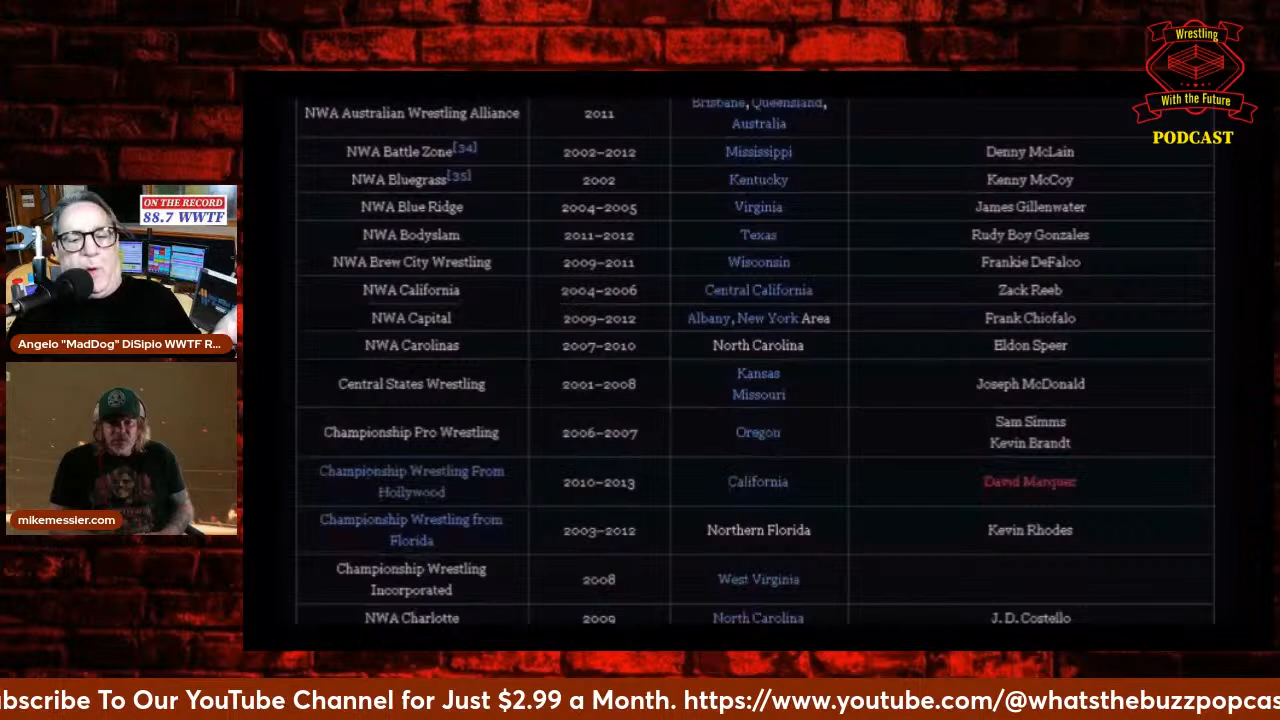 Wrestling
With the Future
PODCAST
NWA Australian Wrestling Alliance 2011 Brisbane, Queensland,
Australia
NWA Battle Zone[34] 2002–2012 Mississippi Denny McLain
NWA Bluegrass[35] 2002 Kentucky Kenny McCoy
NWA Blue Ridge 2004–2005 Virginia James Gillenwater
NWA Bodyslam 2011–2012 Texas Rudy Boy Gonzales
NWA Brew City Wrestling 2009–2011 Wisconsin Frankie DeFalco
NWA California 2004–2006 Central California Zack Reeb
NWA Capital 2009–2012 Albany, New York Area Frank Chiofalo
NWA Carolinas 2007–2010 North Carolina Eldon Speer
Central States Wrestling 2001–2008 Kansas
Missouri Joseph McDonald
Championship Pro Wrestling 2006–2007 Oregon Sam Simms
Kevin Brandt
Championship Wrestling From
Hollywood 2010–2013 California David Marquez
Championship Wrestling from
Florida 2003–2012 Northern Florida Kevin Rhodes
Championship Wrestling
Incorporated 2008 West Virginia
NWA Charlotte 2009 North Carolina J. D. Costello
ON THE RECORD
88.7 WWTF
Angelo "MadDog" DiSipio WWTF R...
mikemessier.com
bscribe To Our YouTube Channel for Just $2.99 a Month. https://www.youtube.com/@whatsthebuzzpopcas